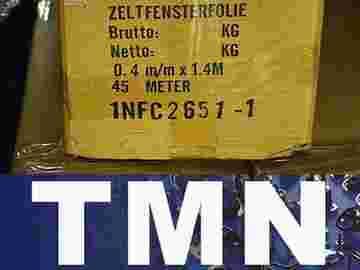 ZELTFENSTERFOLIE
Brutto: KG
Netto: KG
0.4 m/m x 1.4M
45 METER
1NFC2651-1
TMN